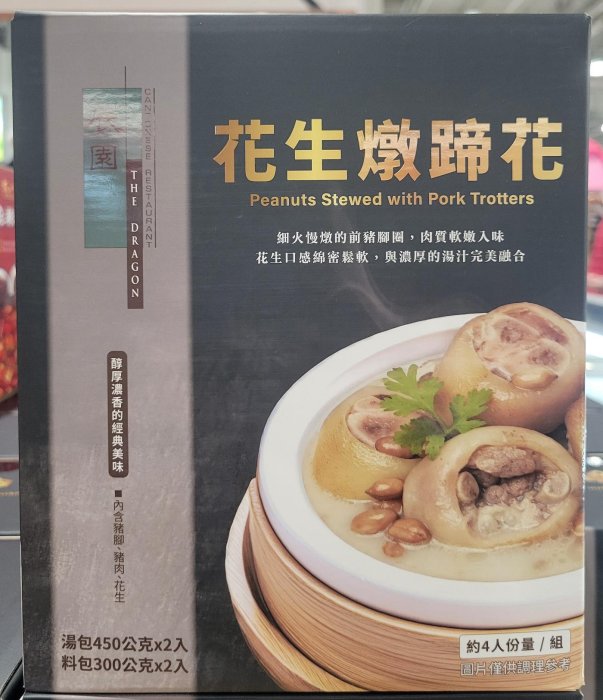 園
CANTONESE RESTAURANT
THE DRAGON
花生燉蹄花
Peanuts Stewed with Pork Trotters
細火慢燉的前豬腳圈，肉質軟嫩入味
花生口感綿密鬆軟，與濃厚的湯汁完美融合
醇厚濃香的經典美味
■內含豬腳、豬肉、花生
湯包450公克x2入
料包300公克x2入
約4人份量 / 組
圖片僅供調理參考